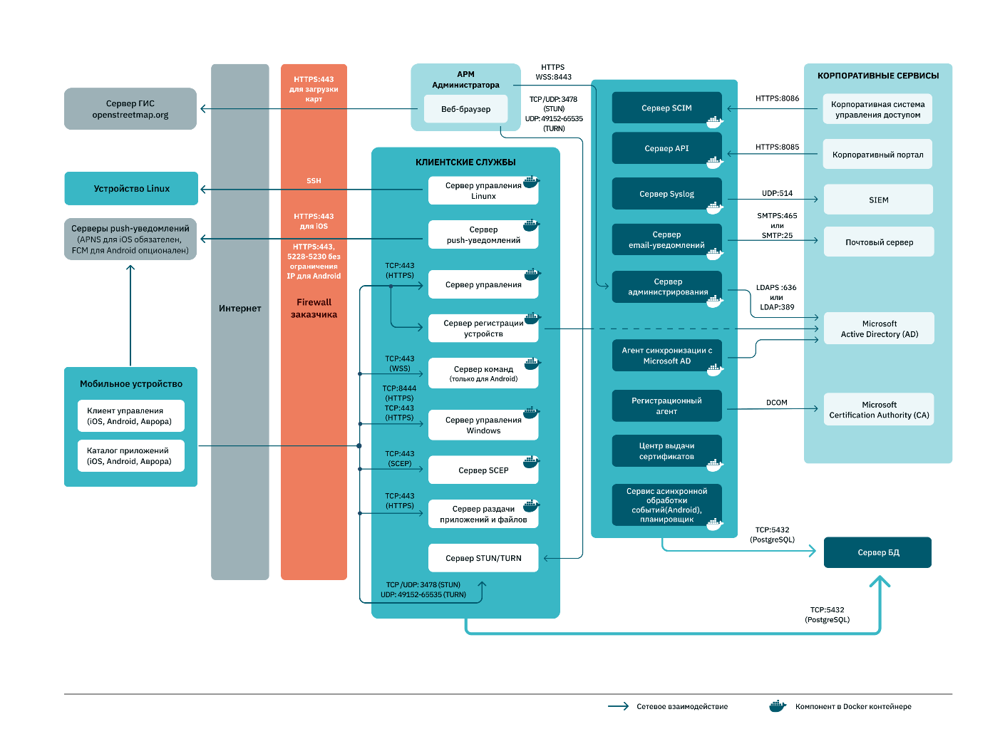 Сервер ГИС
openstreetmap.org
Устройство Linux
Серверы push-уведомлений
(APNS для iOS обязателен,
FCM для Android опционален)
Мобильное устройство
Клиент управления
(iOS, Android, Аврора)
Каталог приложений
(iOS, Android, Аврора)
Интернет
HTTPS:443
для загрузки
карт
SSH
HTTPS:443
для iOS
HTTPS:443,
5228-5230 без
ограничения
IP для Android
Firewall
заказчика
АРМ
Администратора
Веб-браузер
HTTPS
WSS:8443
TCP/UDP: 3478
(STUN)
UDP: 49152-65535
(TURN)
КЛИЕНТСКИЕ СЛУЖБЫ
Сервер управления
Linunx
Сервер
push-уведомлений
TCP:443
(HTTPS)
Сервер управления
Сервер регистрации
устройств
TCP:443
(WSS)
Сервер команд
(только для Android)
TCP:8444
(HTTPS)
TCP:443
(HTTPS)
Сервер управления
Windows
TCP:443
(SCEP)
Сервер SCEP
TCP:443
(HTTPS)
Сервер раздачи
приложений и файлов
Сервер STUN/TURN
TCP/UDP: 3478 (STUN)
UDP: 49152-65535 (TURN)
Сервер SCIM
Сервер API
Сервер Syslog
Сервер
email-уведомлений
Сервер
администрирования
Агент синхронизации с
Microsoft AD
Регистрационный
агент
Центр выдачи
сертификатов
Сервис асинхронной
обработки
событий(Android),
планировщик
HTTPS:8086
HTTPS:8085
UDP:514
SMTPS:465
или
SMTP:25
LDAPS :636
или
LDAP:389
DCOM
КОРПОРАТИВНЫЕ СЕРВИСЫ
Корпоративная система
управления доступом
Корпоративный портал
SIEM
Почтовый сервер
Microsoft
Active Directory (AD)
Microsoft
Certification Authority (CA)
TCP:5432
(PostgreSQL)
Сервер БД
TCP:5432
(PostgreSQL)
Сетевое взаимодействие
Компонент в Docker контейнере